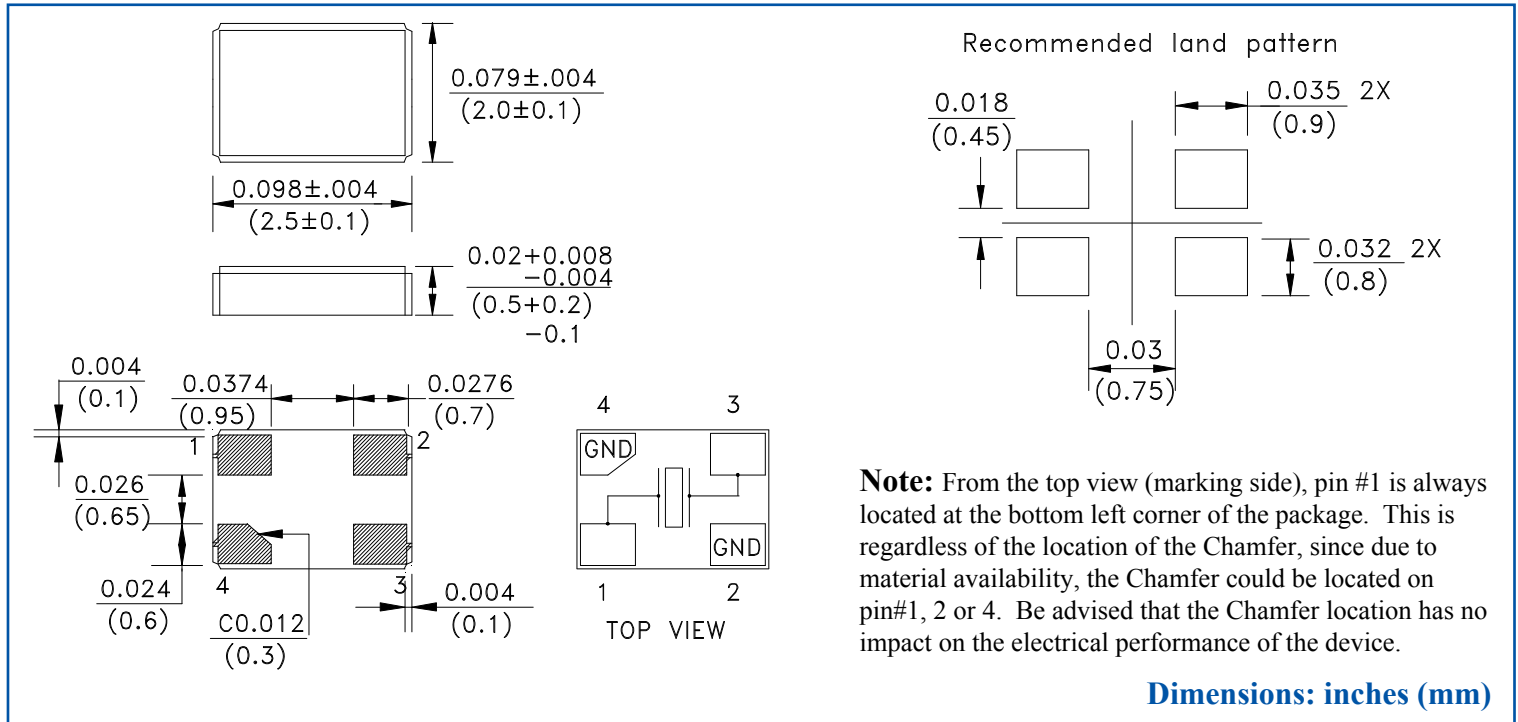 0.079±.004
(2.0±0.1)
0.098±.004
(2.5±0.1)
0.02+0.008
-0.004
(0.5+0.2)
-0.1
0.004
(0.1)
0.0374
(0.95)
0.0276
(0.7)
1
2
0.026
(0.65)
0.024
(0.6)
4
3
C0.012
(0.3)
0.004
(0.1)
4
3
GND
GND
1
2
TOP VIEW
Recommended land pattern
0.018
(0.45)
0.035 2X
(0.9)
0.032 2X
(0.8)
0.03
(0.75)
Note: From the top view (marking side), pin #1 is always
located at the bottom left corner of the package. This is
regardless of the location of the Chamfer, since due to
material availability, the Chamfer could be located on
pin#1, 2 or 4. Be advised that the Chamfer location has no
impact on the electrical performance of the device.
Dimensions: inches (mm)